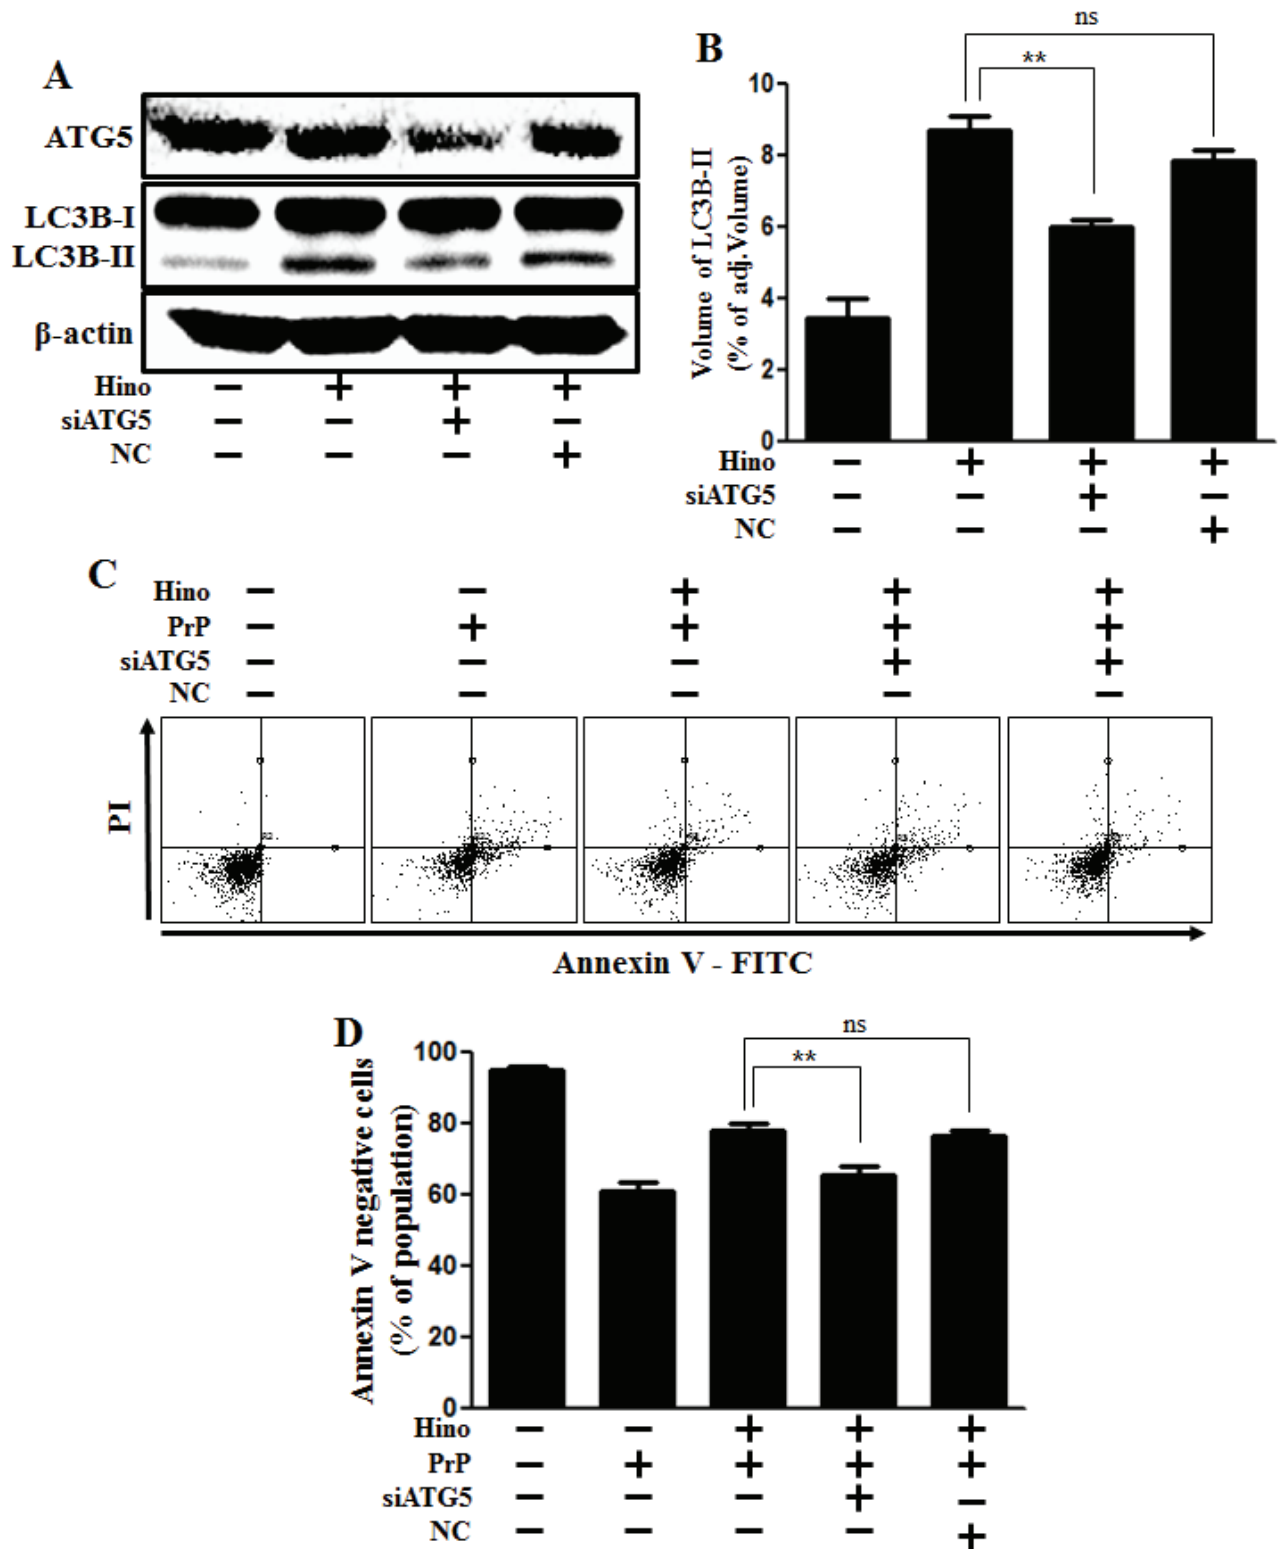 A
ATG5
LC3B-I
LC3B-II
β-actin
Hino − + + +
siATG5 − − + −
NC − − − +
B
ns
**
Volume of LC3B-II
(% of adj.Volume)
10
8
6
4
2
0
Hino − + + +
siATG5 − − + −
NC − − − +
C
Hino − − + + +
PrP − + + + +
siATG5 − − − + +
NC − − − − −
PI
Annexin V - FITC
D
ns
**
Annexin V negative cells
(% of population)
100
80
60
40
20
0
Hino − − + + +
PrP − + + + +
siATG5 − − − + −
NC − − − − +